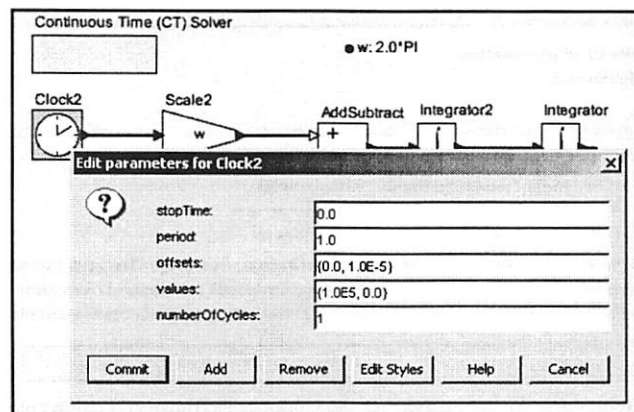 Continuous Time (CT) Solver
w: 2.0*PI
Clock2
Scale2
AddSubtract
Integrator2
Integrator
w
+
∫
∫
Edit parameters for Clock2
?
stopTime:
0.0
period:
1.0
offsets:
{0.0, 1.0E-5}
values:
{1.0E5, 0.0}
numberOfCycles:
1
Commit
Add
Remove
Edit Styles
Help
Cancel